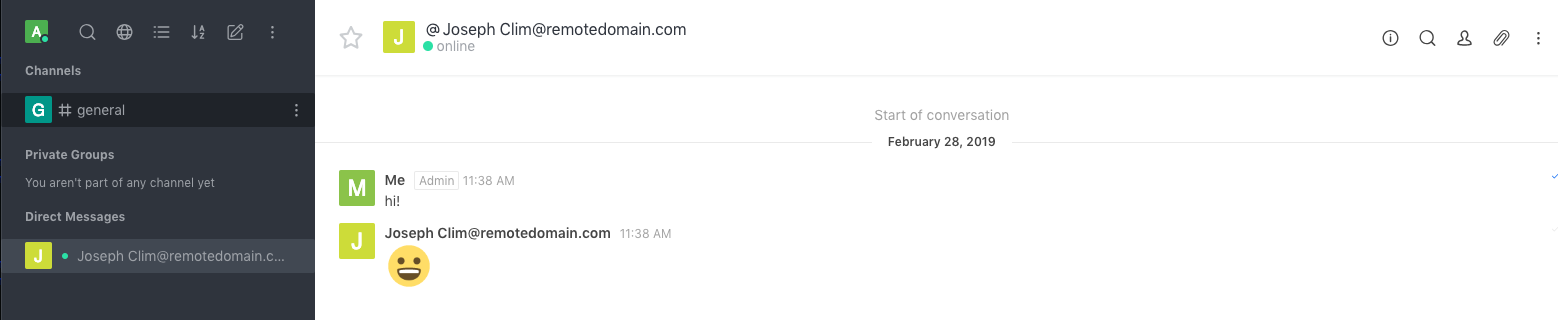 A
Channels
G # general
Private Groups
You aren't part of any channel yet
Direct Messages
J Joseph Clim@remotedomain.c...
J @Joseph Clim@remotedomain.com
online
Start of conversation
February 28, 2019
M Me Admin 11:38 AM
hi!
J Joseph Clim@remotedomain.com 11:38 AM